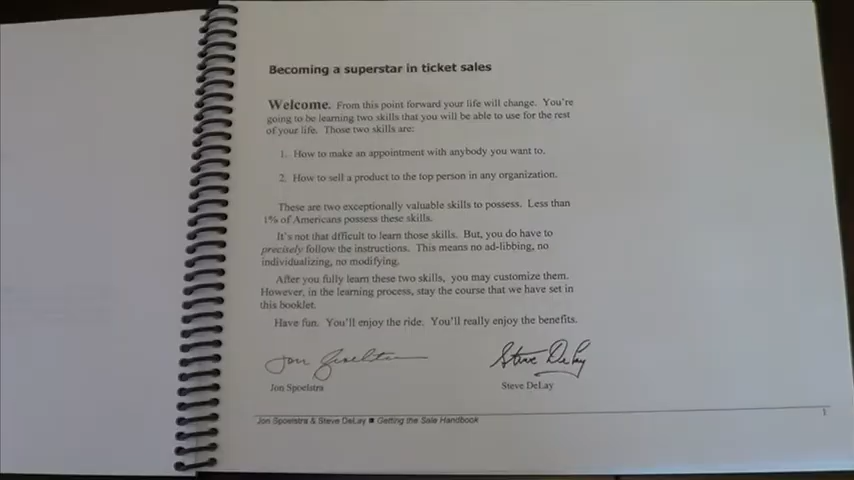 Becoming a superstar in ticket sales
Welcome. From this point forward your life will change. You're
going to be learning two skills that you will be able to use for the rest
of your life. Those two skills are:
1. How to make an appointment with anybody you want to.
2. How to sell a product to the top person in any organization.
These are two exceptionally valuable skills to possess. Less than
1% of Americans possess these skills.
It's not that dfficult to learn those skills. But, you do have to
precisely follow the instructions. This means no ad-libbing, no
individualizing, no modifying.
After you fully learn these two skills, you may customize them.
However, in the learning process, stay the course that we have set in
this booklet.
Have fun. You'll enjoy the ride. You'll really enjoy the benefits.
Jon Spoelstra Steve DeLay
Jon Spoelstra Steve DeLay
Jon Spoelstra & Steve DeLay ■ Getting the Sale Handbook 1